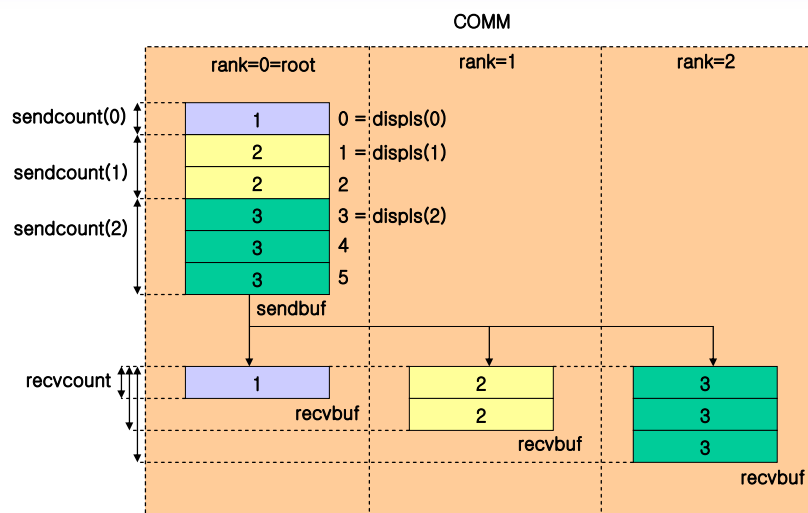 COMM
rank=0=root
rank=1
rank=2
sendcount(0)
1
0 = displs(0)
sendcount(1)
2
1 = displs(1)
2
2
sendcount(2)
3
3 = displs(2)
3
4
3
5
sendbuf
recvcount
1
2
3
recvbuf
2
3
recvbuf
3
recvbuf